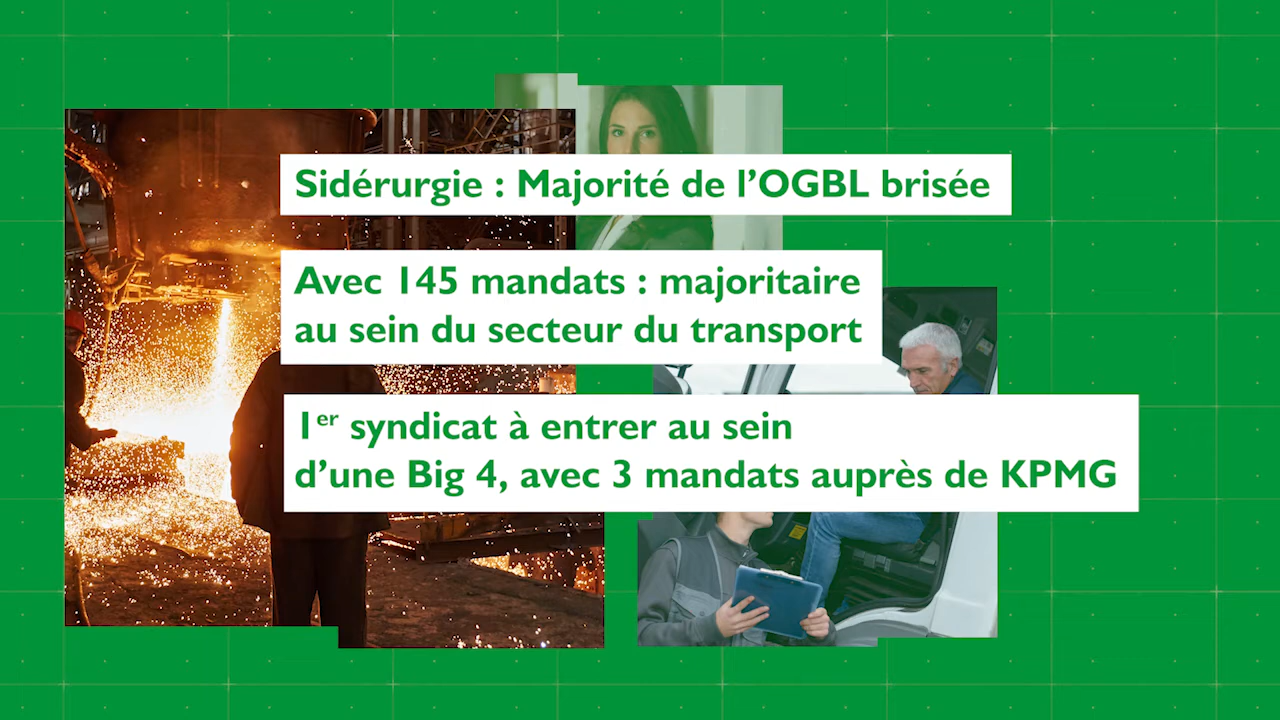 Sidérurgie : Majorité de l’OGBL brisée
Avec 145 mandats : majoritaire
au sein du secteur du transport
1er syndicat à entrer au sein
d’une Big 4, avec 3 mandats auprès de KPMG